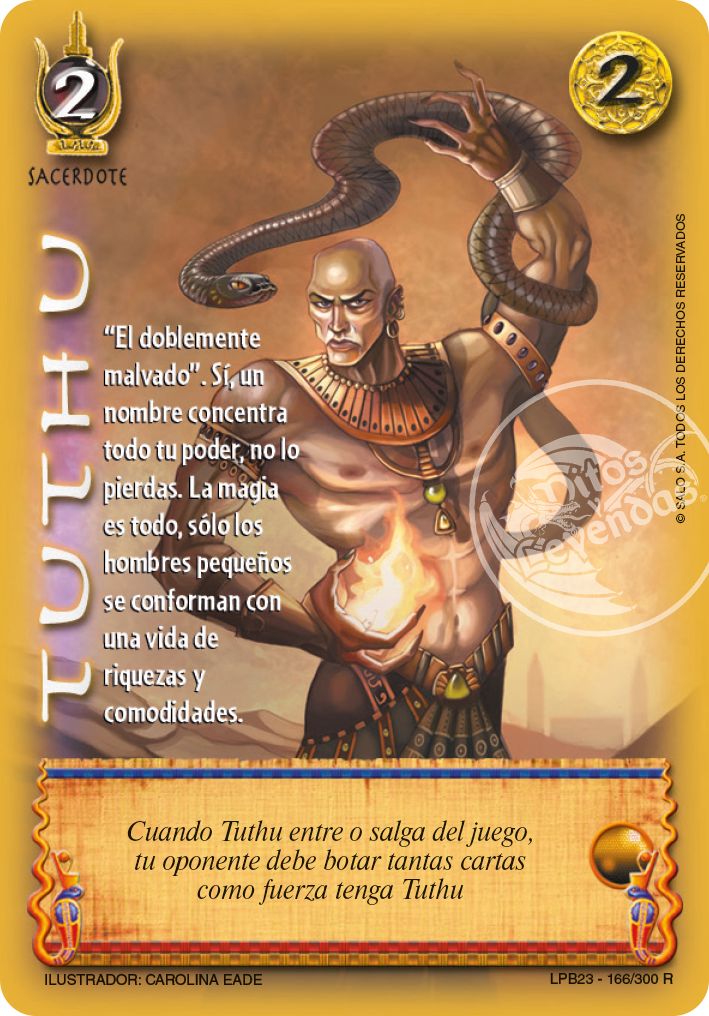 2
2
SACERDOTE
TUTHU
“El doblemente
malvado”. Sí, un
nombre concentra
todo tu poder, no lo
pierdas. La magia
es todo, sólo los
hombres pequeños
se conforman con
una vida de
riquezas y
comodidades.
© SALO S.A. TODOS LOS DERECHOS RESERVADOS
Mitos
Leyendas®
Cuando Tuthu entre o salga del juego,
tu oponente debe botar tantas cartas
como fuerza tenga Tuthu
ILUSTRADOR: CAROLINA EADE
LPB23 - 166/300 R